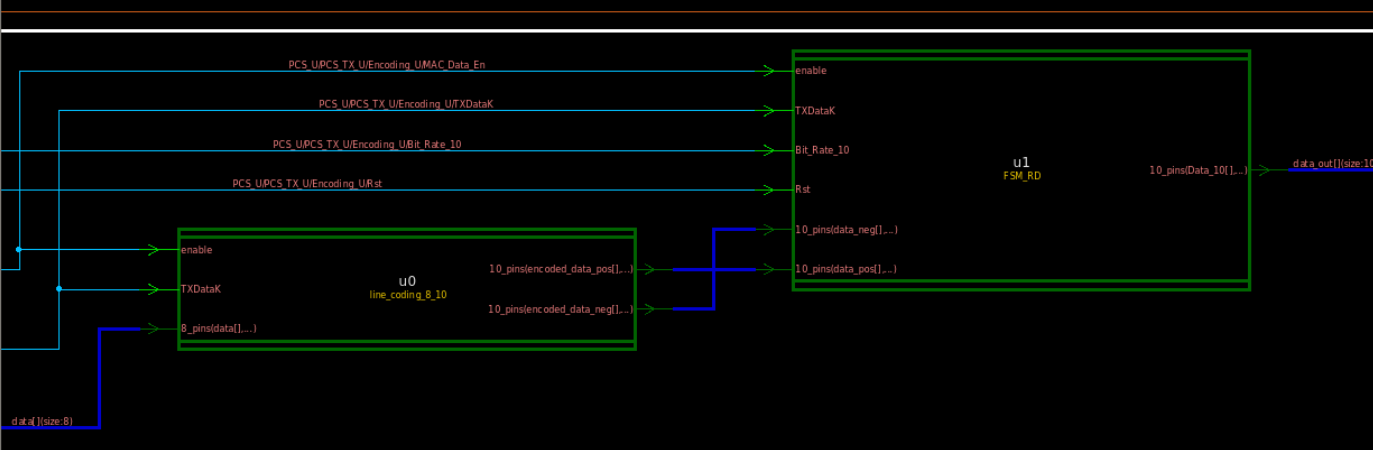 PCS_U/PCS_TX_U/Encoding_U/MAC_Data_En
enable
PCS_U/PCS_TX_U/Encoding_U/TXDataK
TXDataK
PCS_U/PCS_TX_U/Encoding_U/Bit_Rate_10
Bit_Rate_10
u1
FSM_RD
10_pins(Data_10[],...)
data_out[](size:10
PCS_U/PCS_TX_U/Encoding_U/Rst
Rst
10_pins(data_neg[],...)
10_pins(data_pos[],...)
enable
u0
line_coding_8_10
10_pins(encoded_data_pos[],...)
TXDataK
10_pins(encoded_data_neg[],...)
8_pins(data[],...)
data[](size:8)